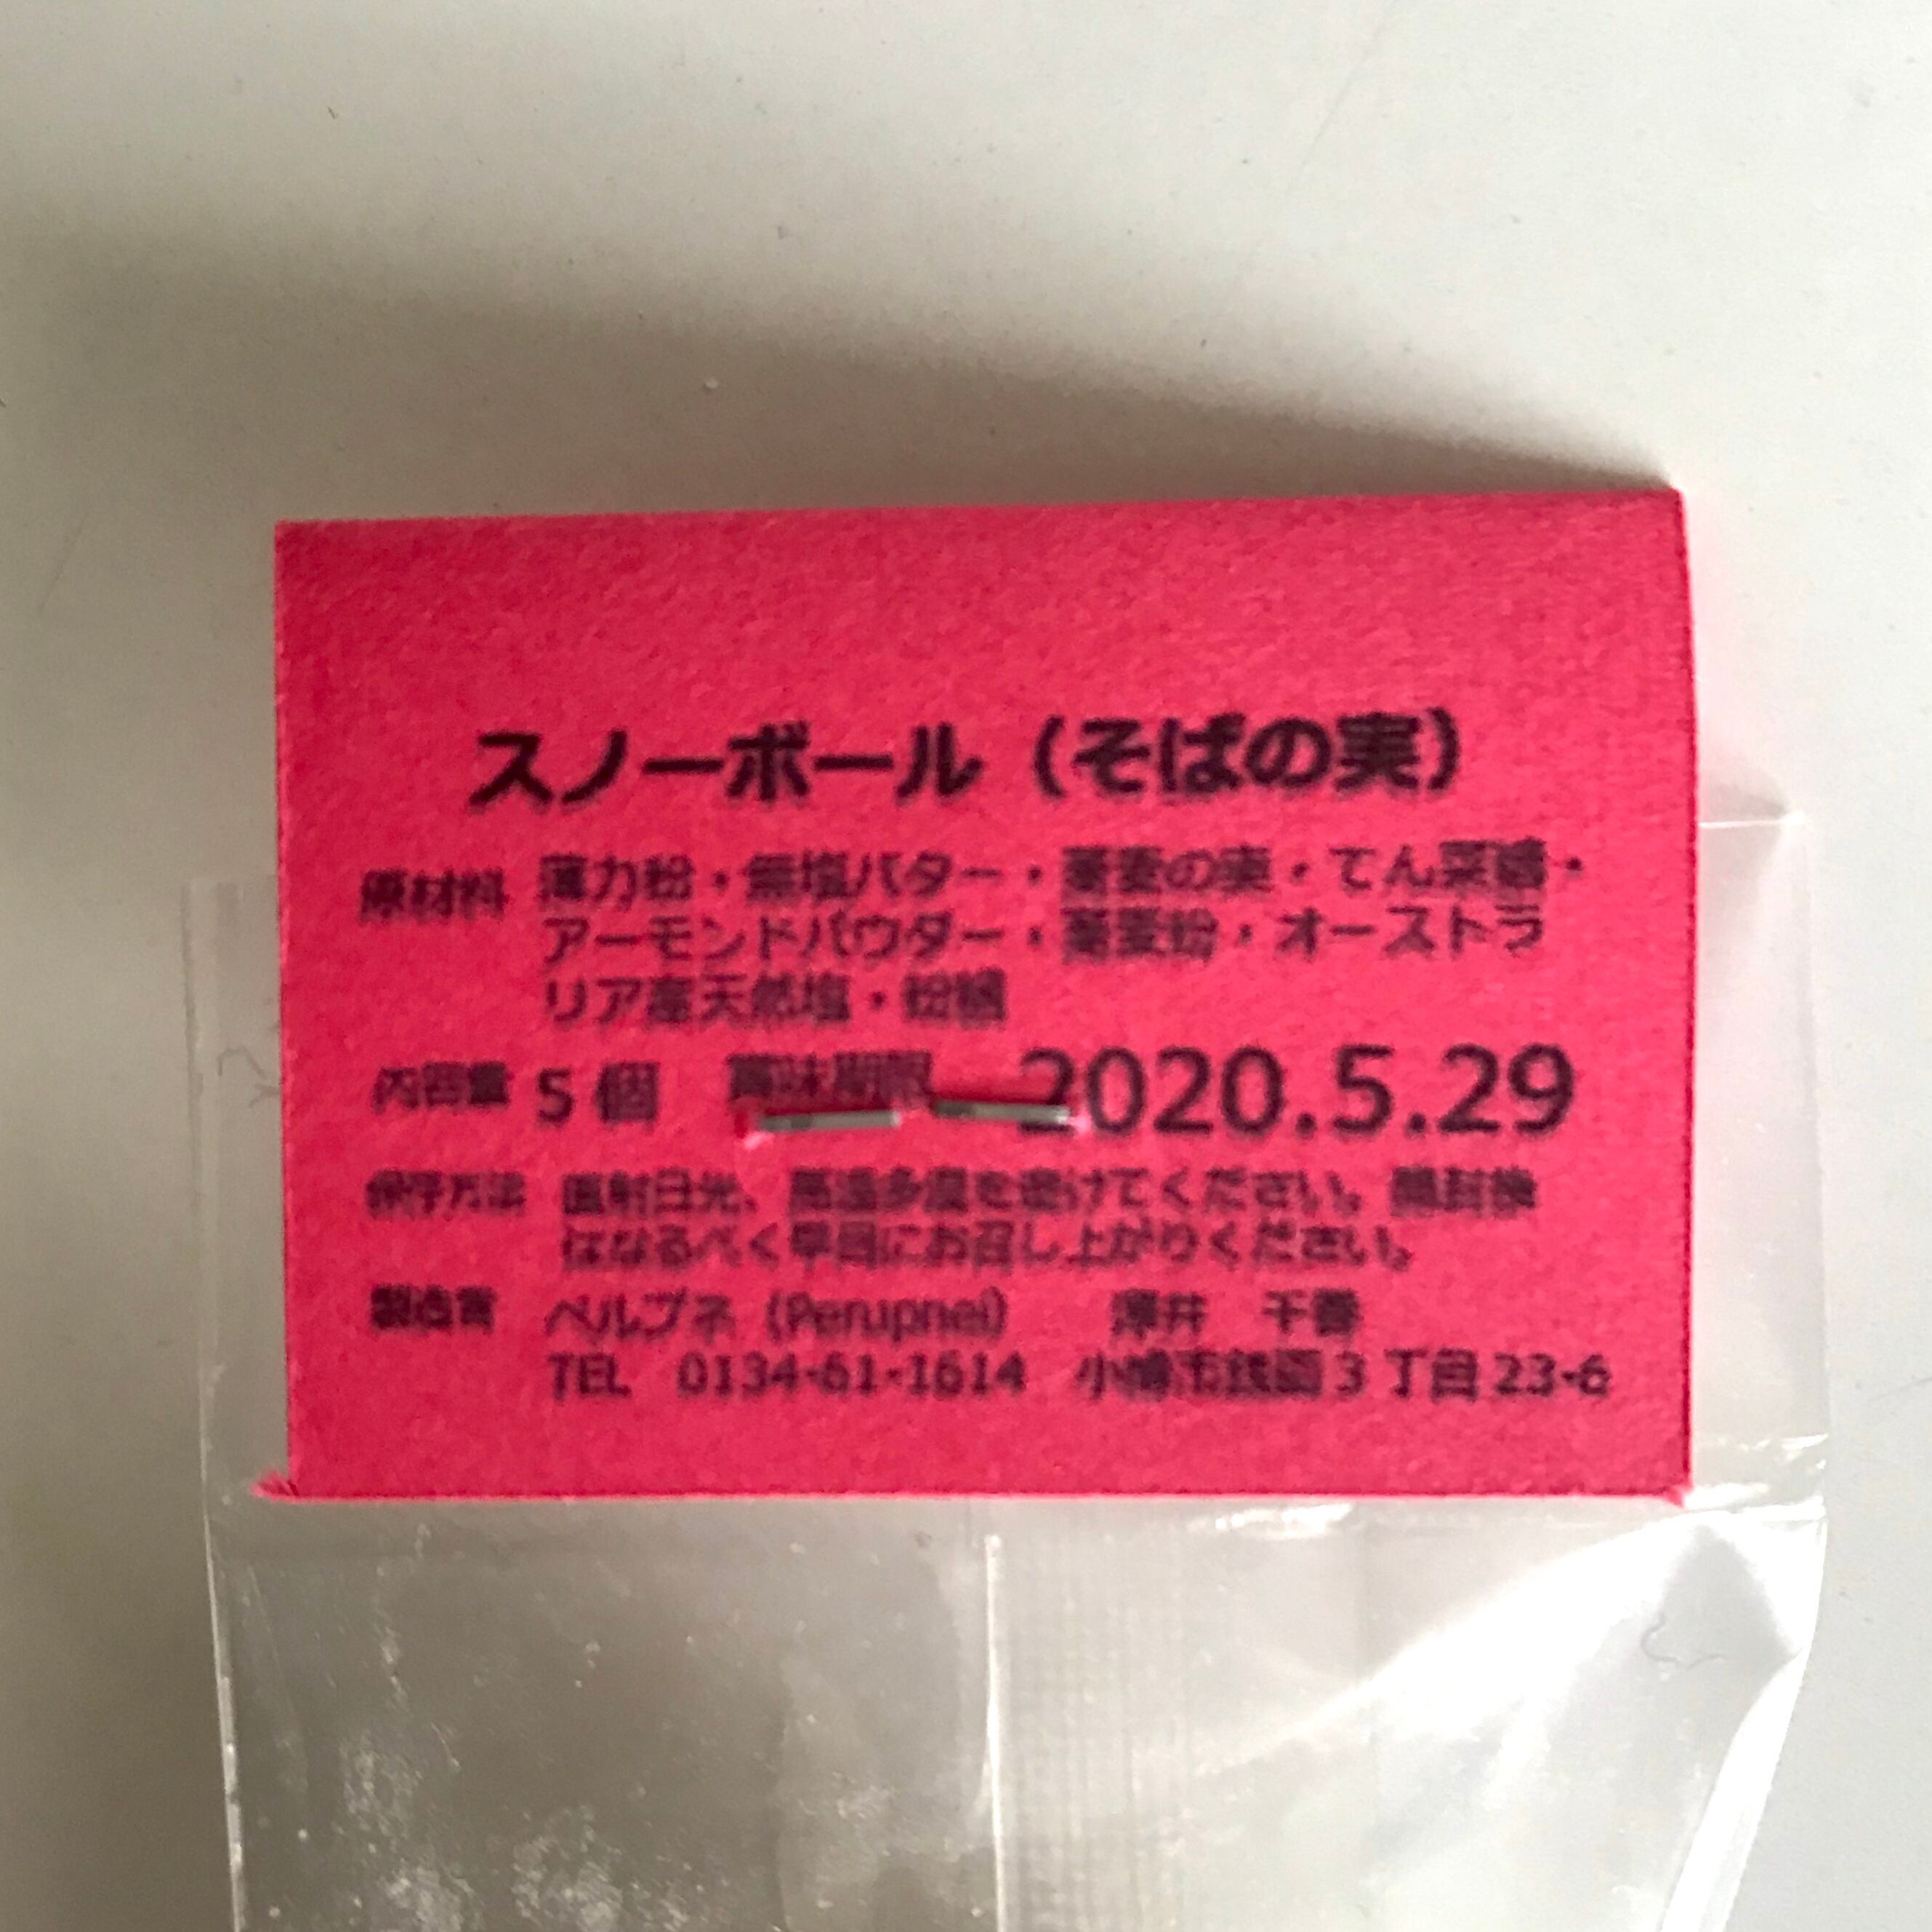 スノーボール（そばの実）
原材料 薄力粉・無塩バター・蕎麦の実・てん菜糖・
アーモンドパウダー・蕎麦粉・オーストラ
リア産天然塩・粉糖
内容量 5個 賞味期限 2020.5.29
保存方法 直射日光、高温多湿を避けてください。開封後
はなるべく早目にお召し上がりください。
製造者 ペルプネ（Perupnei） 澤井 千春
TEL 0134-61-1614 小樽市銭函3丁目23-6